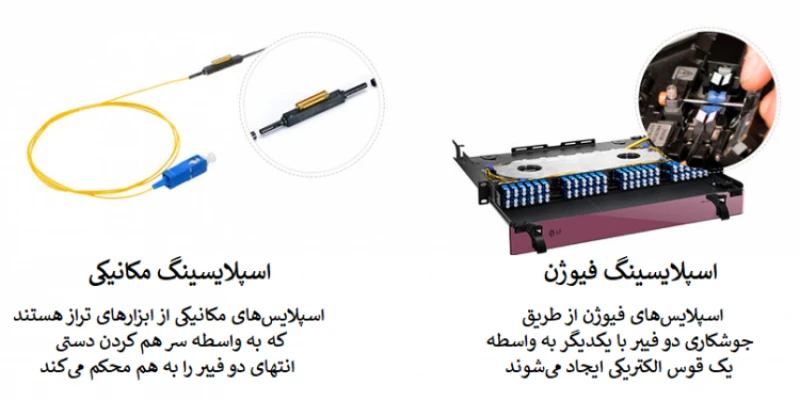 اسپلایسینگ فیوژن
اسپلایس‌های فیوژن از طریق
جوشکاری دو فیبر با یکدیگر به واسطه
یک قوس الکتریکی ایجاد می‌شوند
اسپلایسینگ مکانیکی
اسپلایس‌های مکانیکی از ابزارهای تراز هستند
که به واسطه سر هم کردن دستی
انتهای دو فیبر را به هم محکم می‌کند